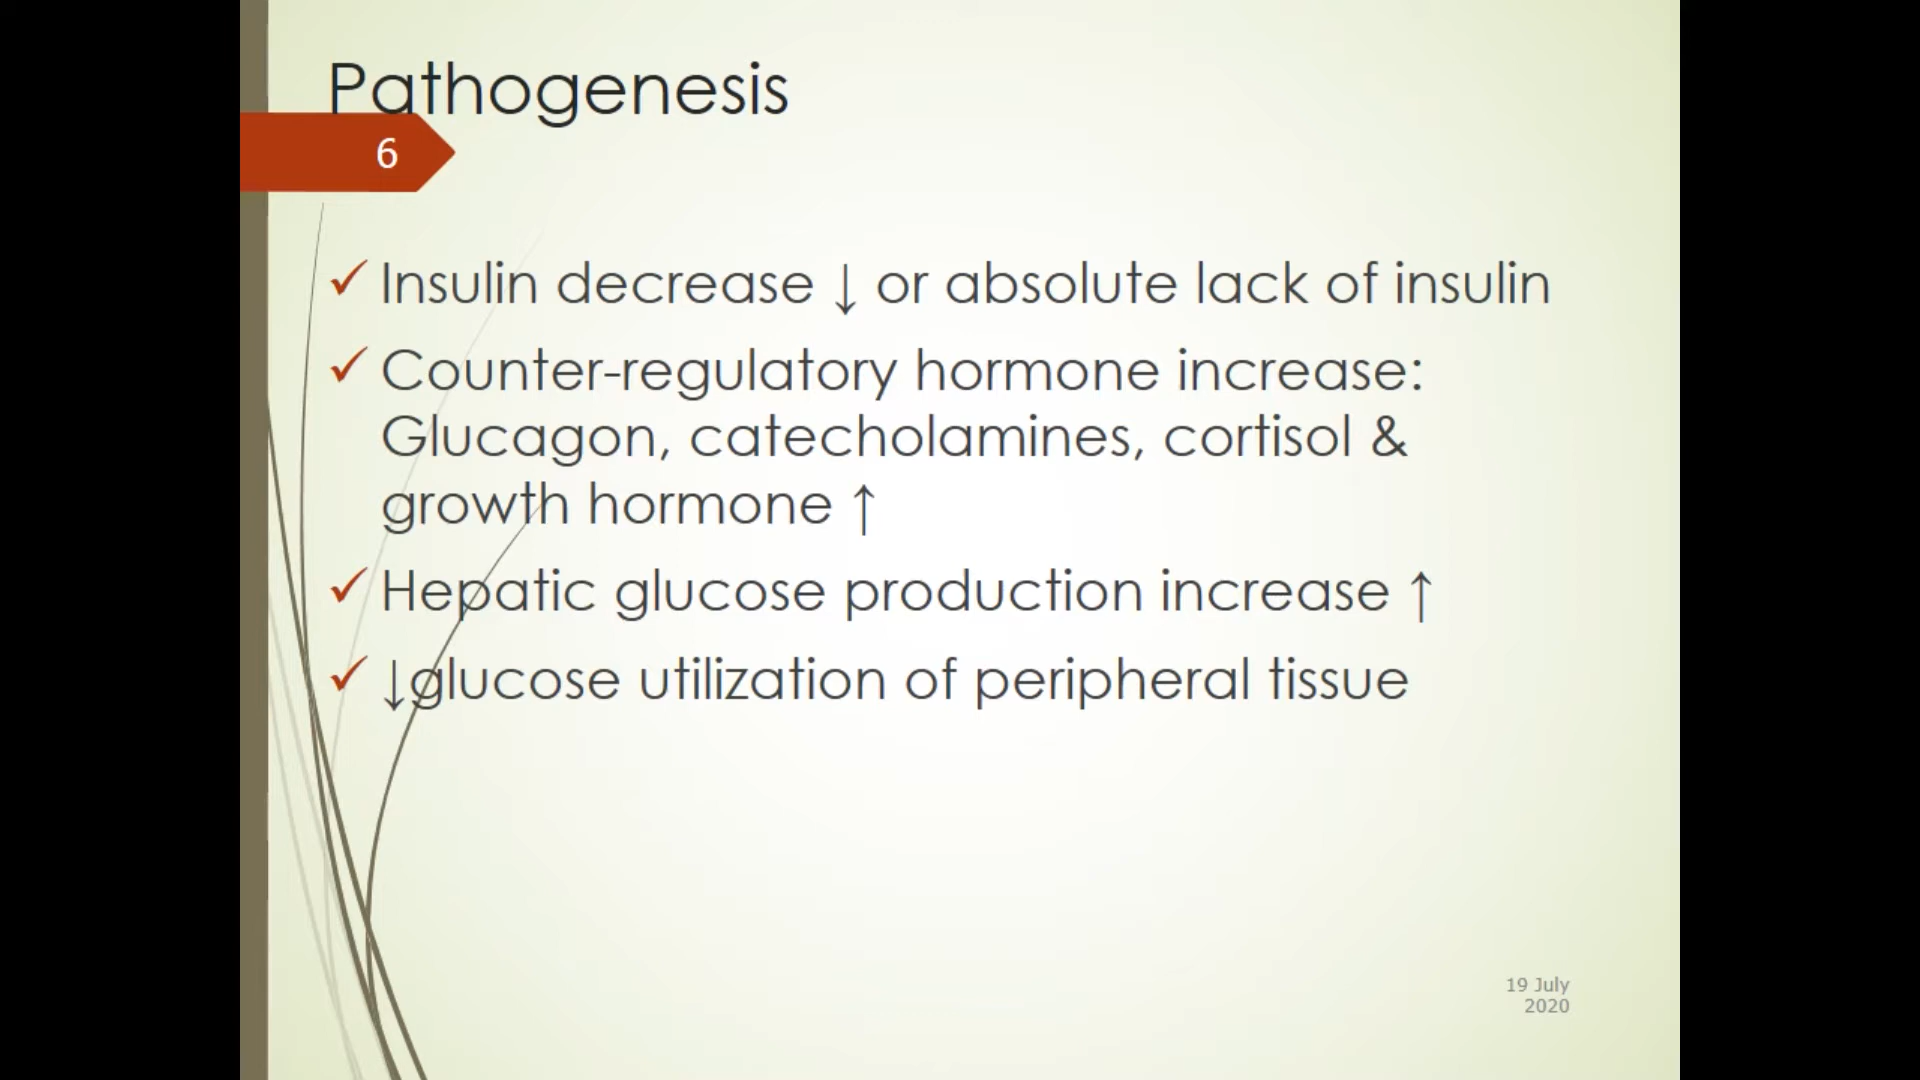 Pathogenesis
6
✓ Insulin decrease ↓ or absolute lack of insulin
✓ Counter-regulatory hormone increase:
Glucagon, catecholamines, cortisol &
growth hormone ↑
✓ Hepatic glucose production increase ↑
✓ ↓glucose utilization of peripheral tissue
19 July
2020